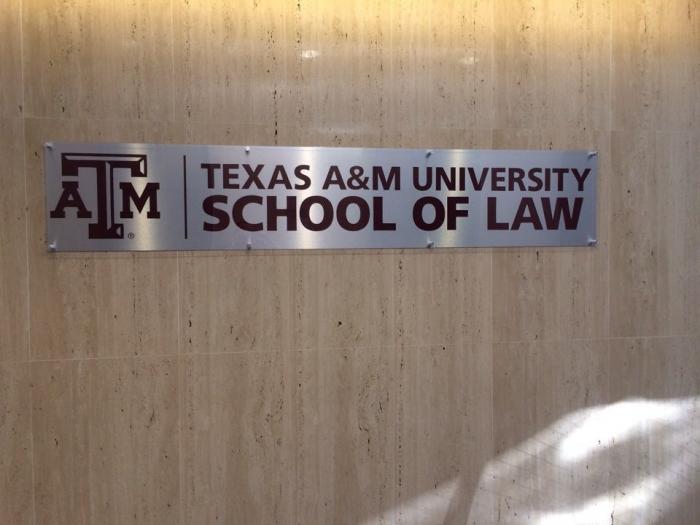 ATM ®
TEXAS A&M UNIVERSITY
SCHOOL OF LAW